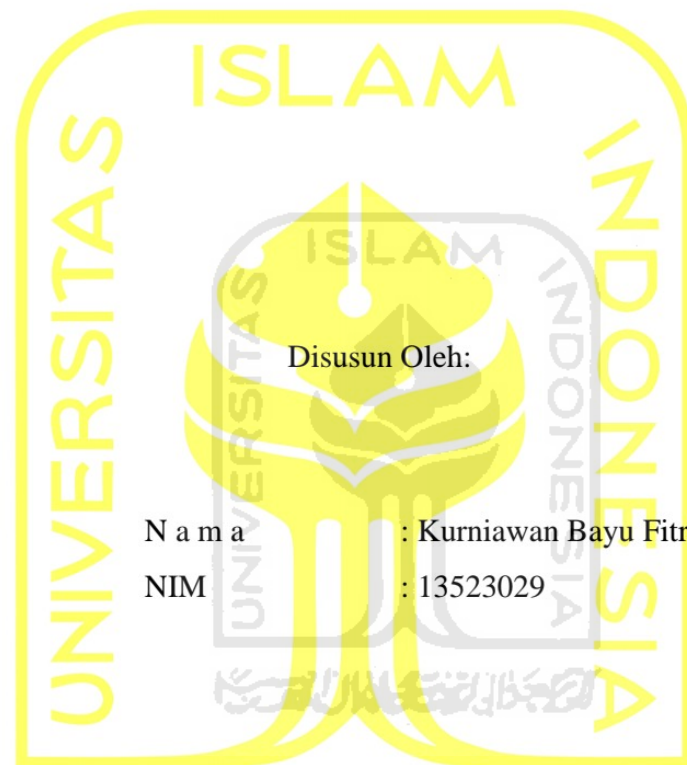 ISLAM
UNIVERSITAS
INDONESIA
ISLAM
UNIVERSITAS
INDONESIA
Disusun Oleh:
N a m a : Kurniawan Bayu Fitr
NIM : 13523029